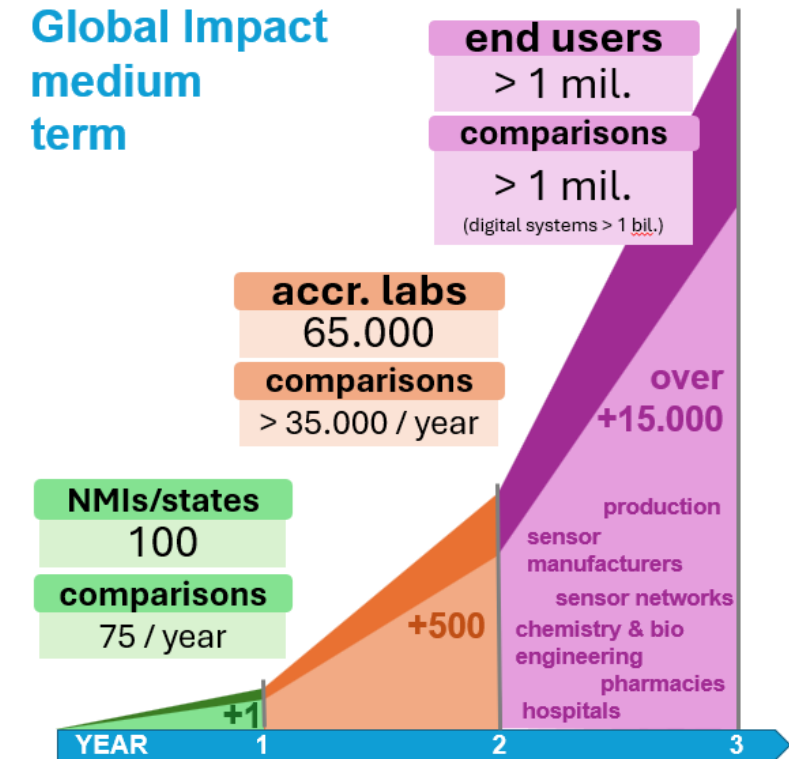 Global Impact
medium
term
end users
> 1 mil.
comparisons
> 1 mil.
(digital systems > 1 bil.)
accr. labs
65.000
comparisons
> 35.000 / year
NMIs/states
100
comparisons
75 / year
+1
+500
over
+15.000
production
sensor
manufacturers
sensor networks
chemistry & bio
engineering
pharmacies
hospitals
YEAR 1 2 3